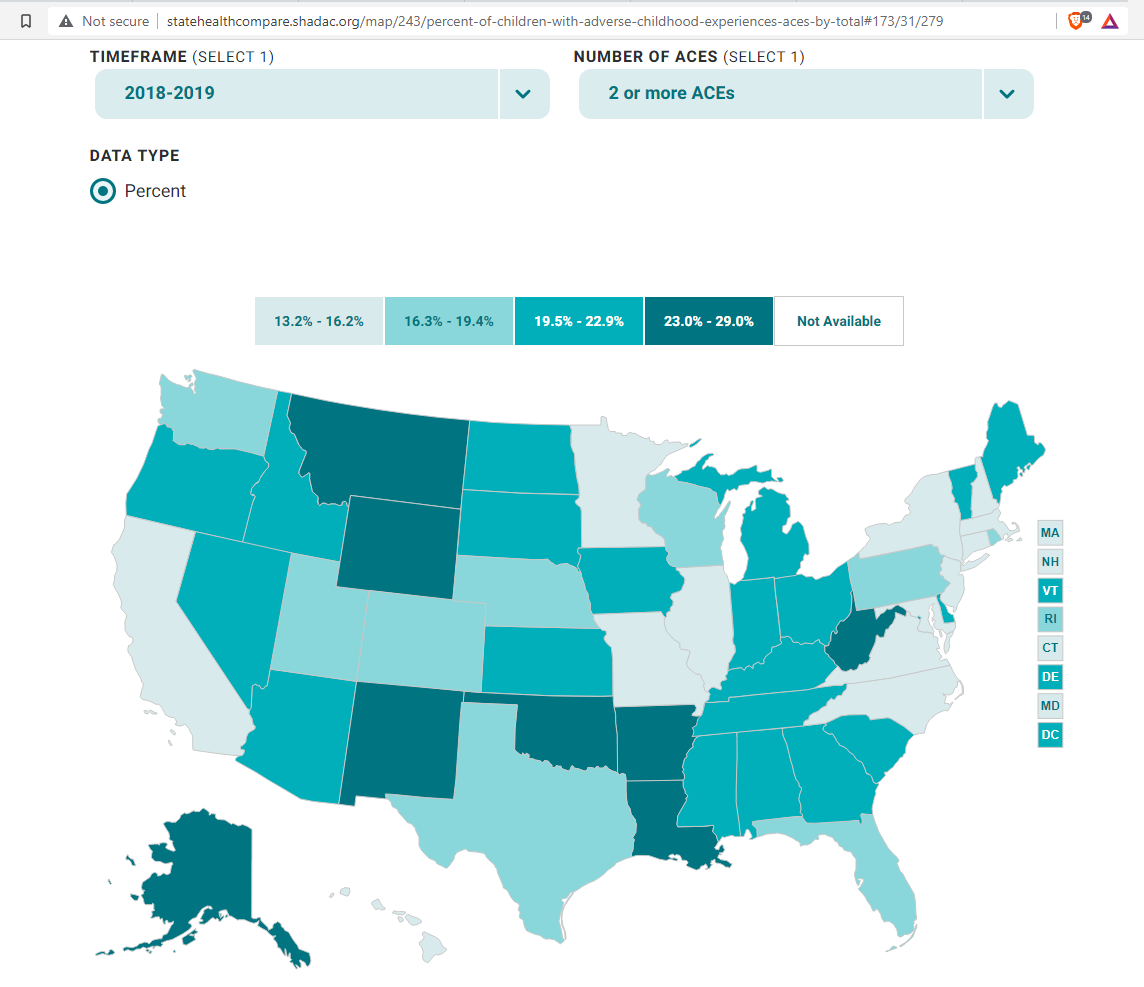 Not secure statehealthcompare.shadac.org/map/243/percent-of-children-with-adverse-childhood-experiences-aces-by-total#173/31/279 14
TIMEFRAME (SELECT 1) NUMBER OF ACES (SELECT 1)
2018-2019 2 or more ACEs
DATA TYPE
Percent
13.2% - 16.2% 16.3% - 19.4% 19.5% - 22.9% 23.0% - 29.0% Not Available
MA
NH
VT
RI
CT
DE
MD
DC